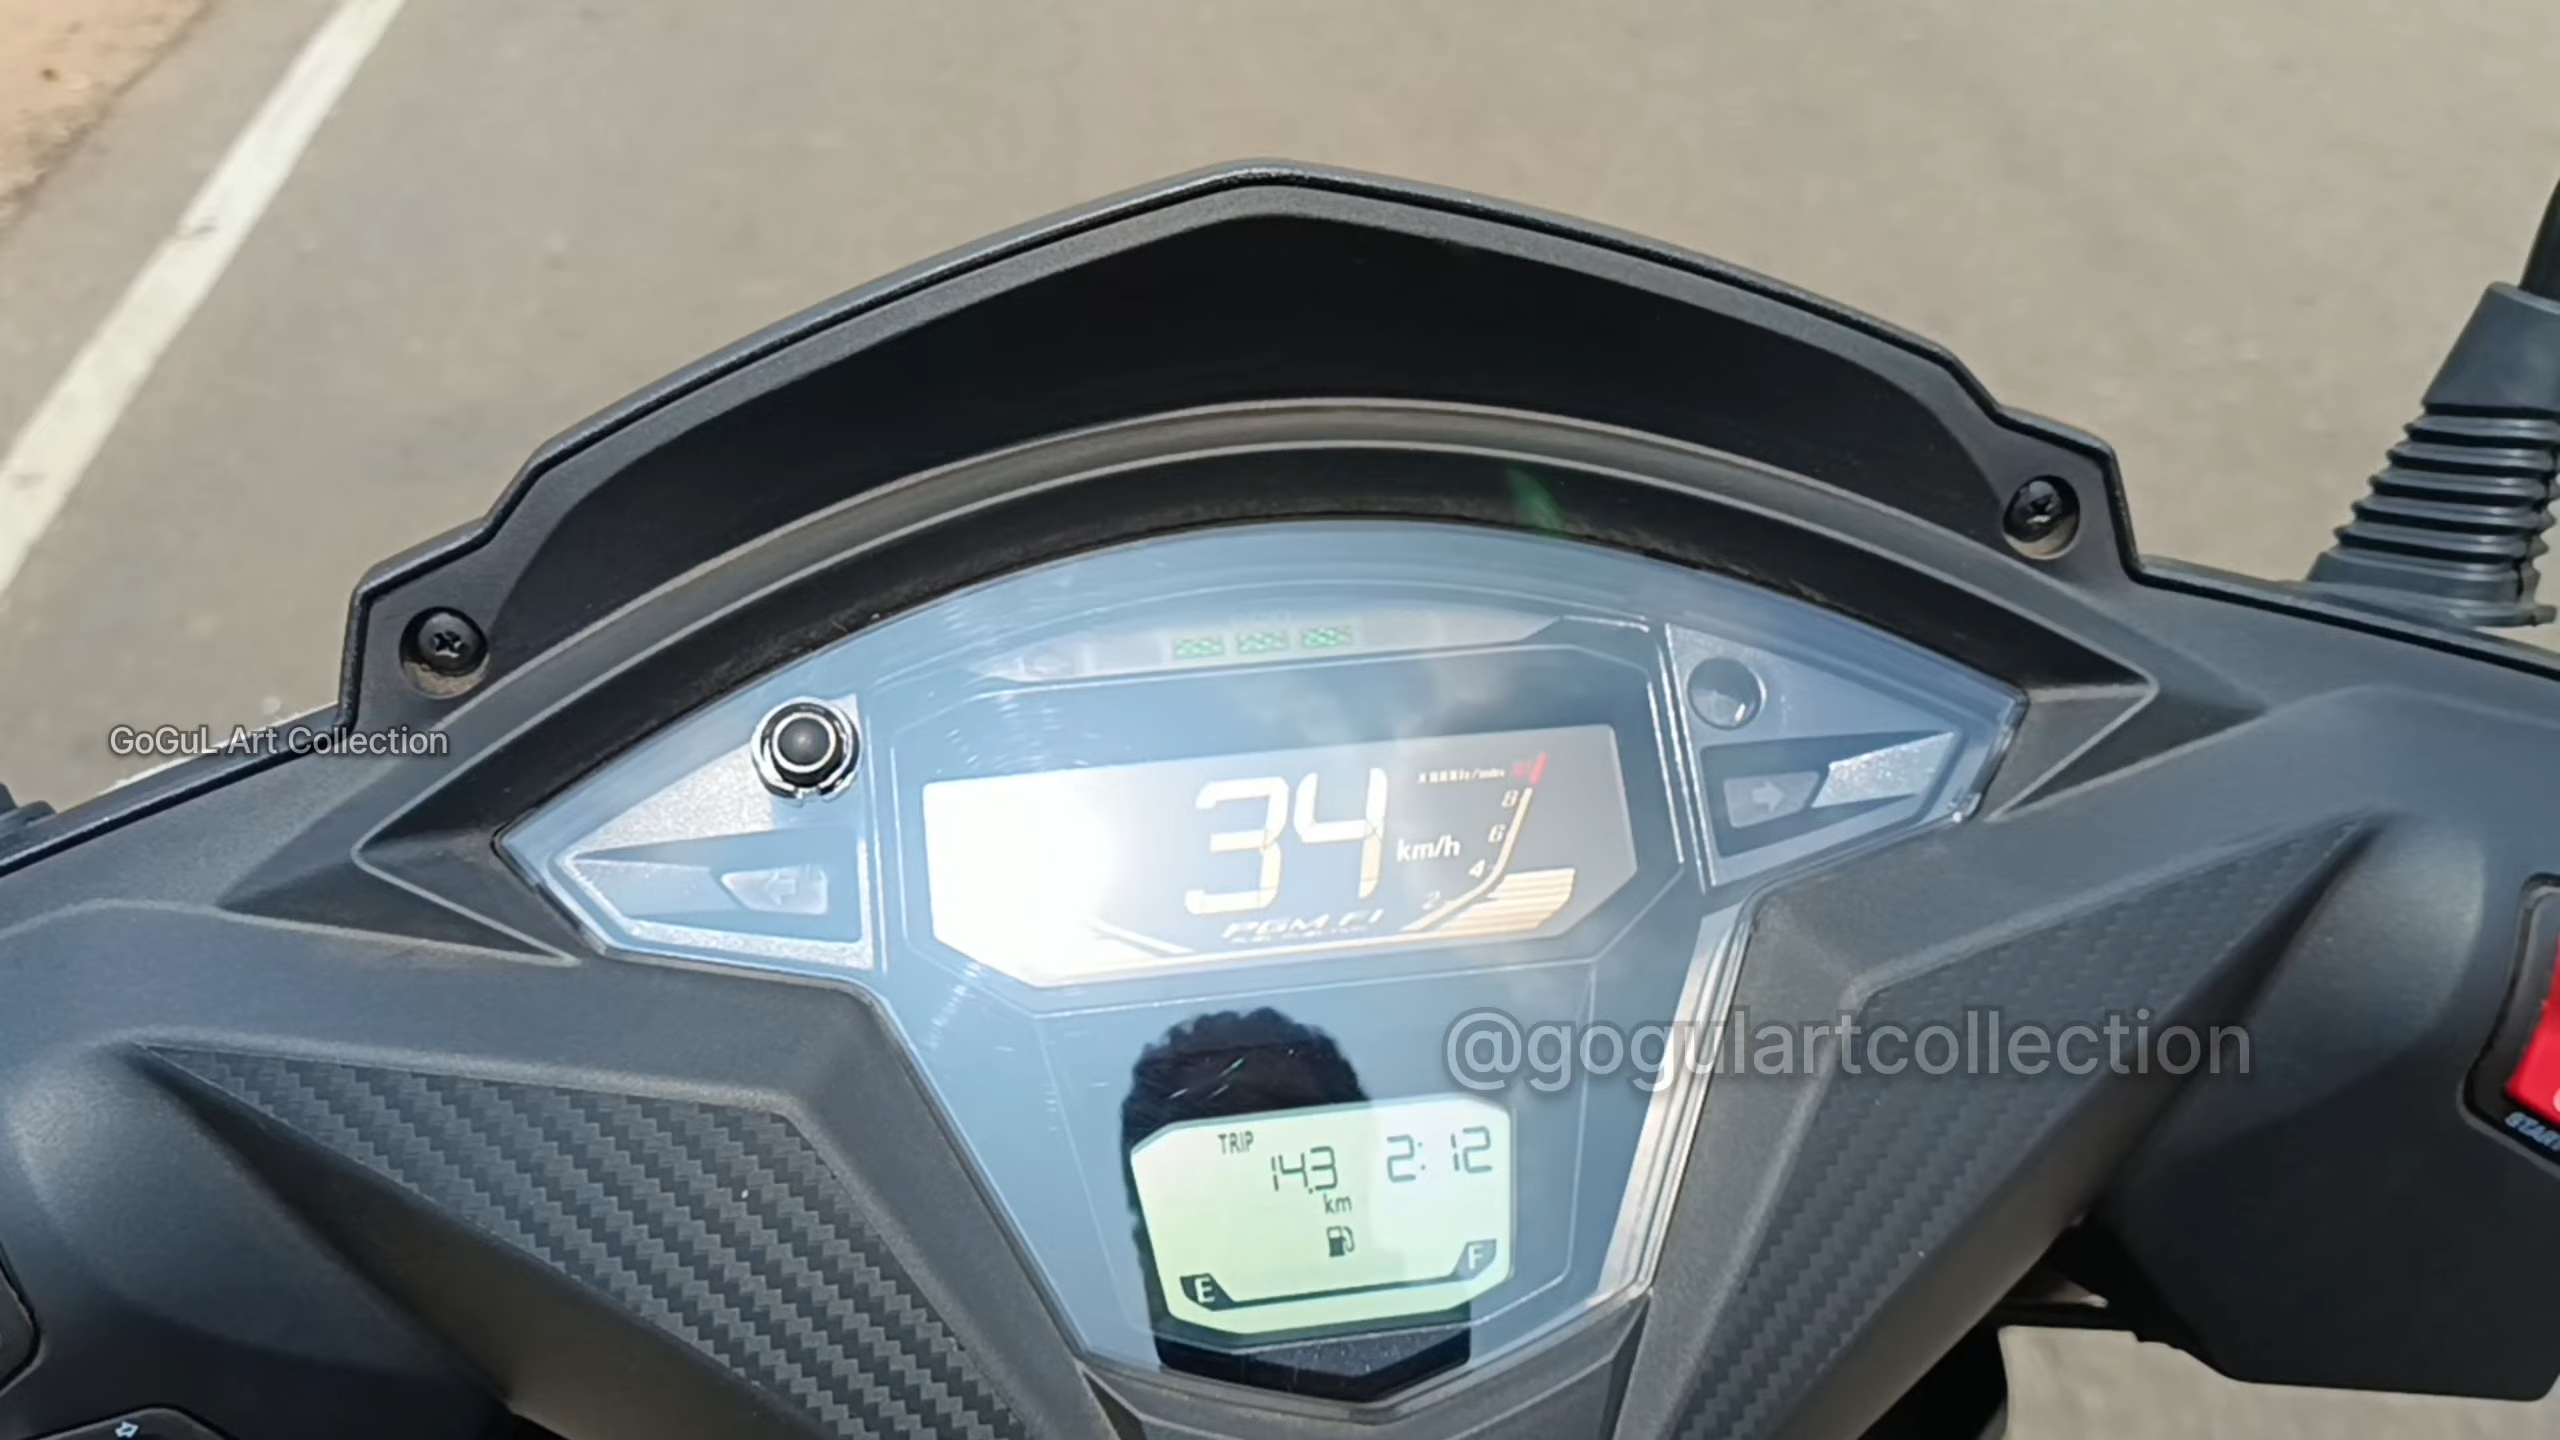 GoGuL Art Collection
34
km/h
8
6
4
2
PGM FI
@gogulartcollection
TRIP
14.3
km
2:12
E
F